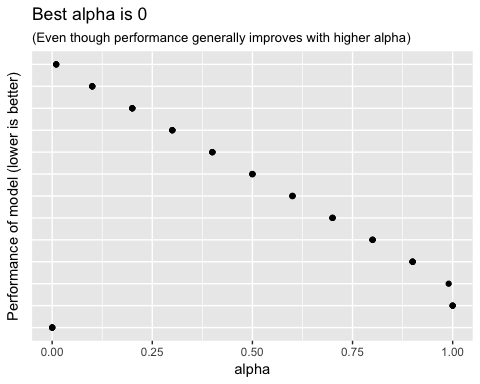 Best alpha is 0
(Even though performance generally improves with higher alpha)
Performance of model (lower is better)
0.00
0.25
0.50
0.75
1.00
alpha